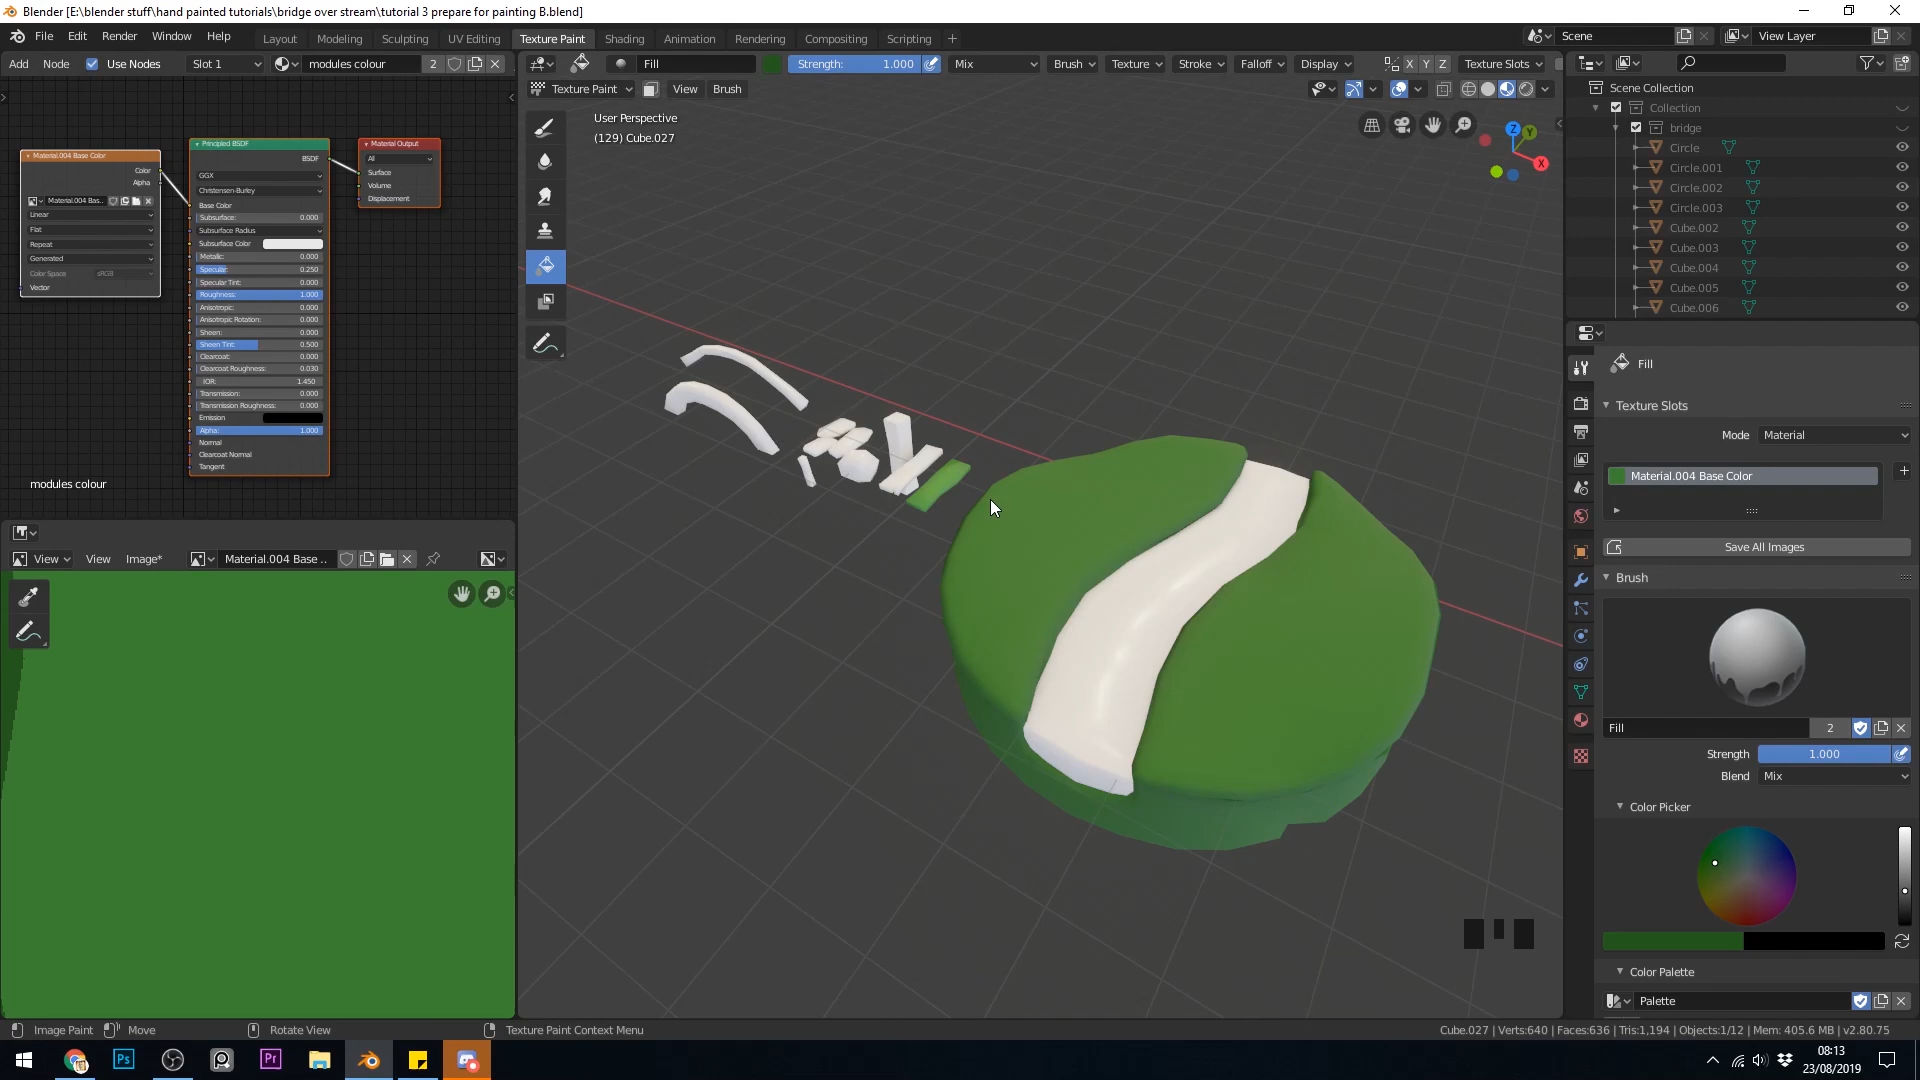 Blender [E:\blender stuff\hand painted tutorials\bridge over stream\tutorial 3 prepare for painting B.blend]
File Edit Render Window Help Layout Modeling Sculpting UV Editing Texture Paint Shading Animation Rendering Compositing Scripting + Scene View Layer
Add Node Use Nodes Slot 1 modules colour 2 Fill Strength: 1.000 Mix Brush Texture Stroke Falloff Display X Y Z Texture Slots
Texture Paint View Brush
User Perspective
(129) Cube.027
Z Y X
Scene Collection
Collection
bridge
Circle
Circle.001
Circle.002
Circle.003
Cube.002
Cube.003
Cube.004
Cube.005
Cube.006
Material.004 Base Color
Color
Alpha
Material.004 Bas..
Linear
Flat
Repeat
Generated
Color Space sRGB
Vector
Principled BSDF
BSDF
GGX
Christensen-Burley
Base Color
Subsurface: 0.000
Subsurface Radius
Subsurface Color
Metallic: 0.000
Specular: 0.250
Specular Tint: 0.000
Roughness: 1.000
Anisotropic: 0.000
Anisotropic Rotation: 0.000
Sheen: 0.000
Sheen Tint: 0.500
Clearcoat: 0.000
Clearcoat Roughness: 0.030
IOR: 1.450
Transmission: 0.000
Transmission Roughness: 0.000
Emission
Alpha: 1.000
Normal
Clearcoat Normal
Tangent
Material Output
All
Surface
Volume
Displacement
modules colour
View View Image* Material.004 Base ..
Fill
Texture Slots
Mode Material
Material.004 Base Color
Save All Images
Brush
Fill 2
Strength 1.000
Blend Mix
Color Picker
Color Palette
Palette
Image Paint Move Rotate View Texture Paint Context Menu Cube.027 | Verts:640 | Faces:636 | Tris:1,194 | Objects:1/12 | Mem: 405.6 MB | v2.80.75
Ps Pr
08:13
23/08/2019